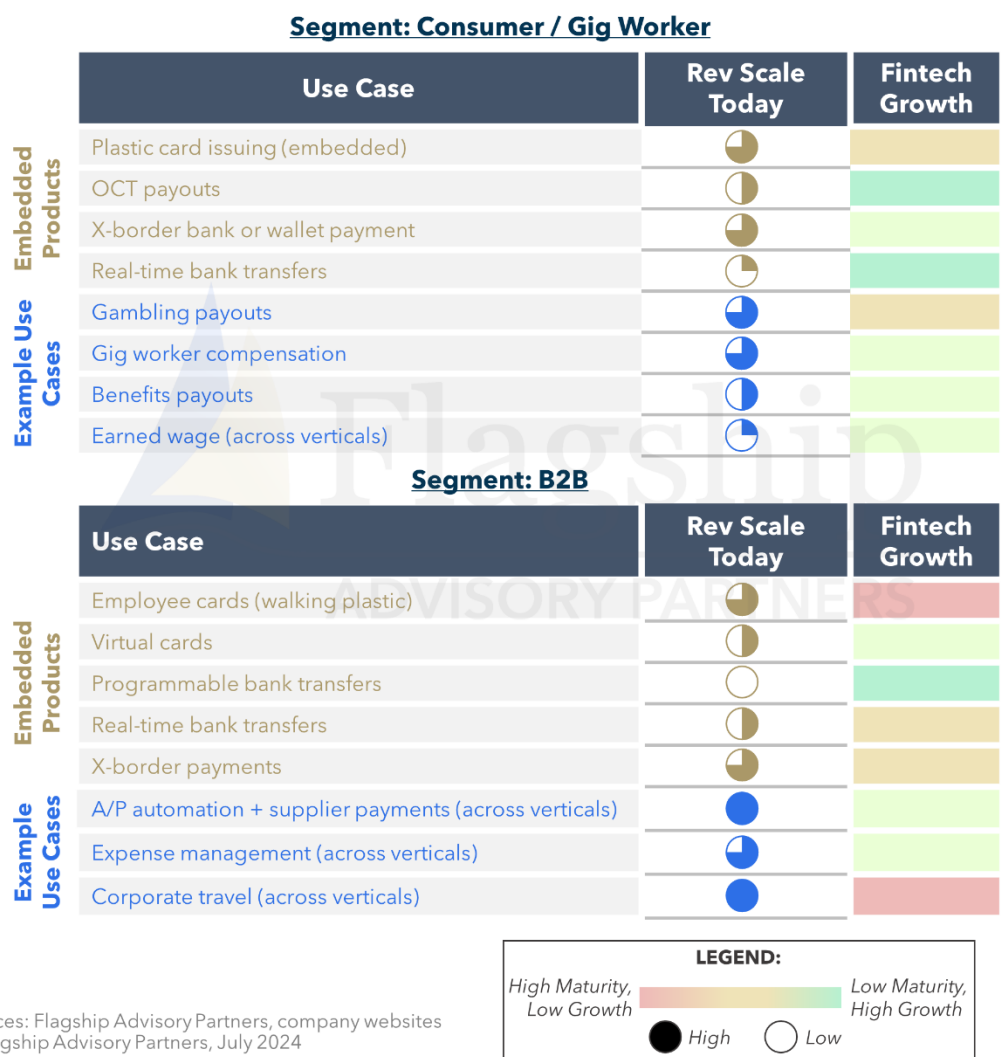 Segment: Consumer / Gig Worker
Use Case
Rev Scale
Today
Fintech
Growth
Embedded
Products
Plastic card issuing (embedded)
OCT payouts
X-border bank or wallet payment
Real-time bank transfers
Example Use
Cases
Gambling payouts
Gig worker compensation
Benefits payouts
Earned wage (across verticals)
Flagship
ADVISORY PARTNERS
Segment: B2B
Use Case
Rev Scale
Today
Fintech
Growth
Embedded
Products
Employee cards (walking plastic)
Virtual cards
Programmable bank transfers
Real-time bank transfers
X-border payments
Example
Use Cases
A/P automation + supplier payments (across verticals)
Expense management (across verticals)
Corporate travel (across verticals)
LEGEND:
High Maturity,
Low Growth
Low Maturity,
High Growth
High
Low
ces: Flagship Advisory Partners, company websites
gship Advisory Partners, July 2024